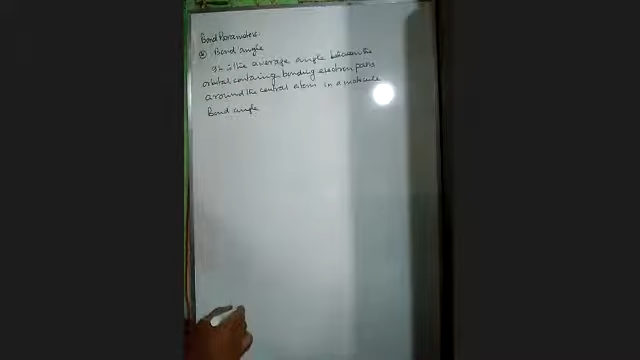 Bond Parameters:
② Bond angle
It is the average angle between the
orbital containing bonding electron pairs
around the central atom in a molecule
Bond angle